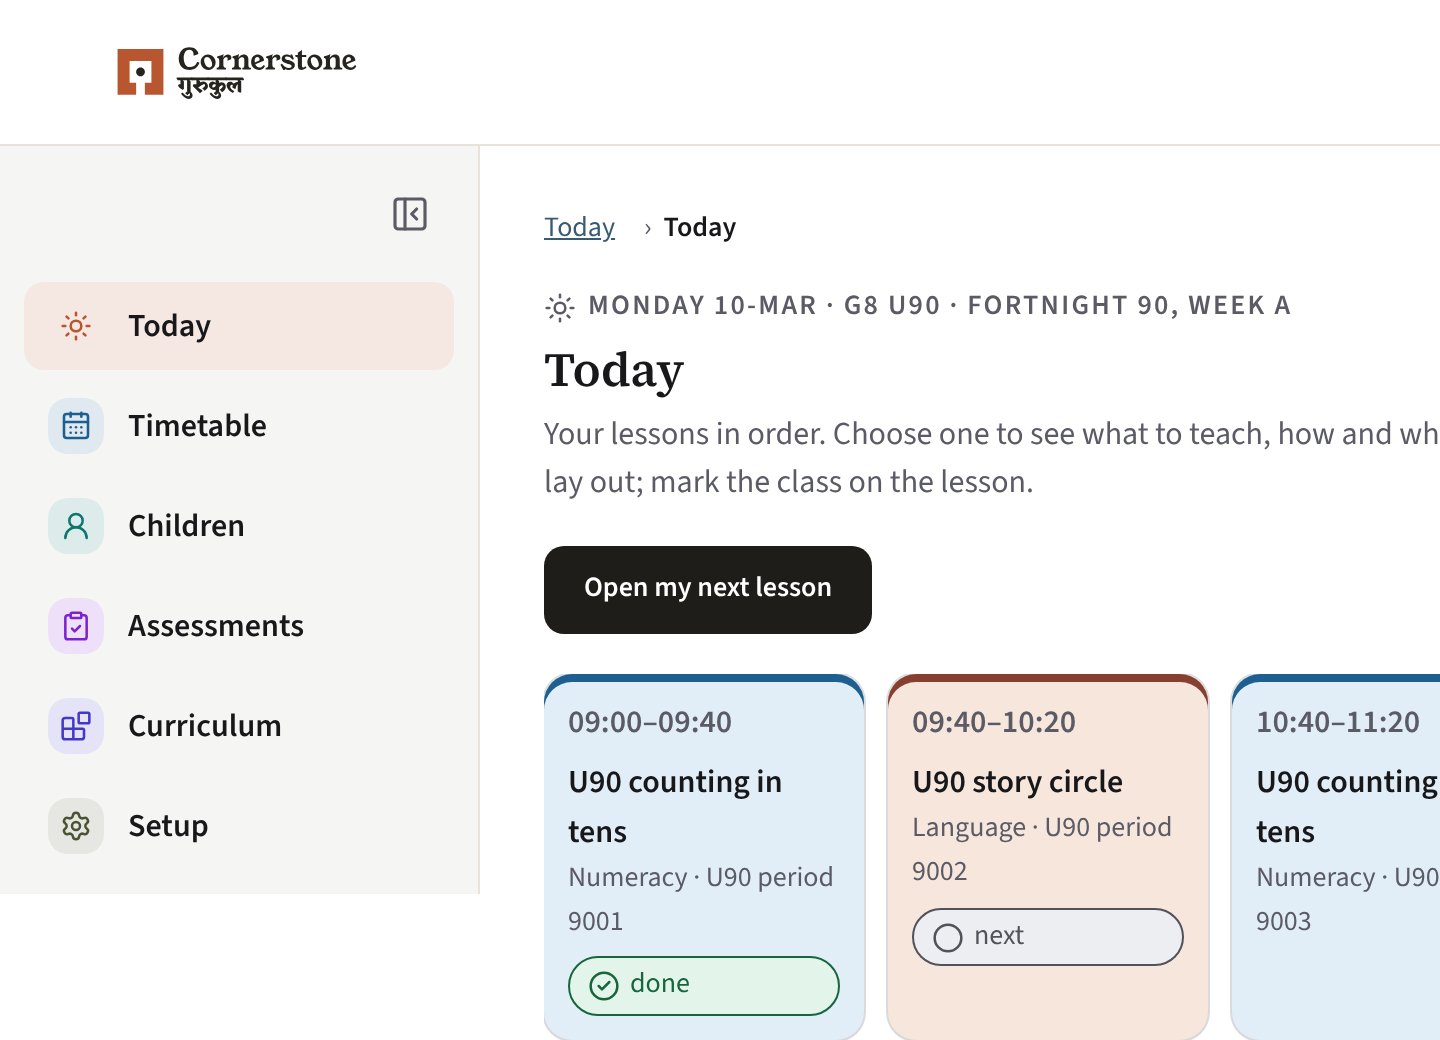 Cornerstone
गुरुकुल
Today › Today
MONDAY 10-MAR · G8 U90 · FORTNIGHT 90, WEEK A
Today
Your lessons in order. Choose one to see what to teach, how and wh
lay out; mark the class on the lesson.
Open my next lesson
Today
Timetable
Children
Assessments
Curriculum
Setup
09:00–09:40
U90 counting in
tens
Numeracy · U90 period
9001
done
09:40–10:20
U90 story circle
Language · U90 period
9002
next
10:40–11:20
U90 counting
tens
Numeracy · U90
9003